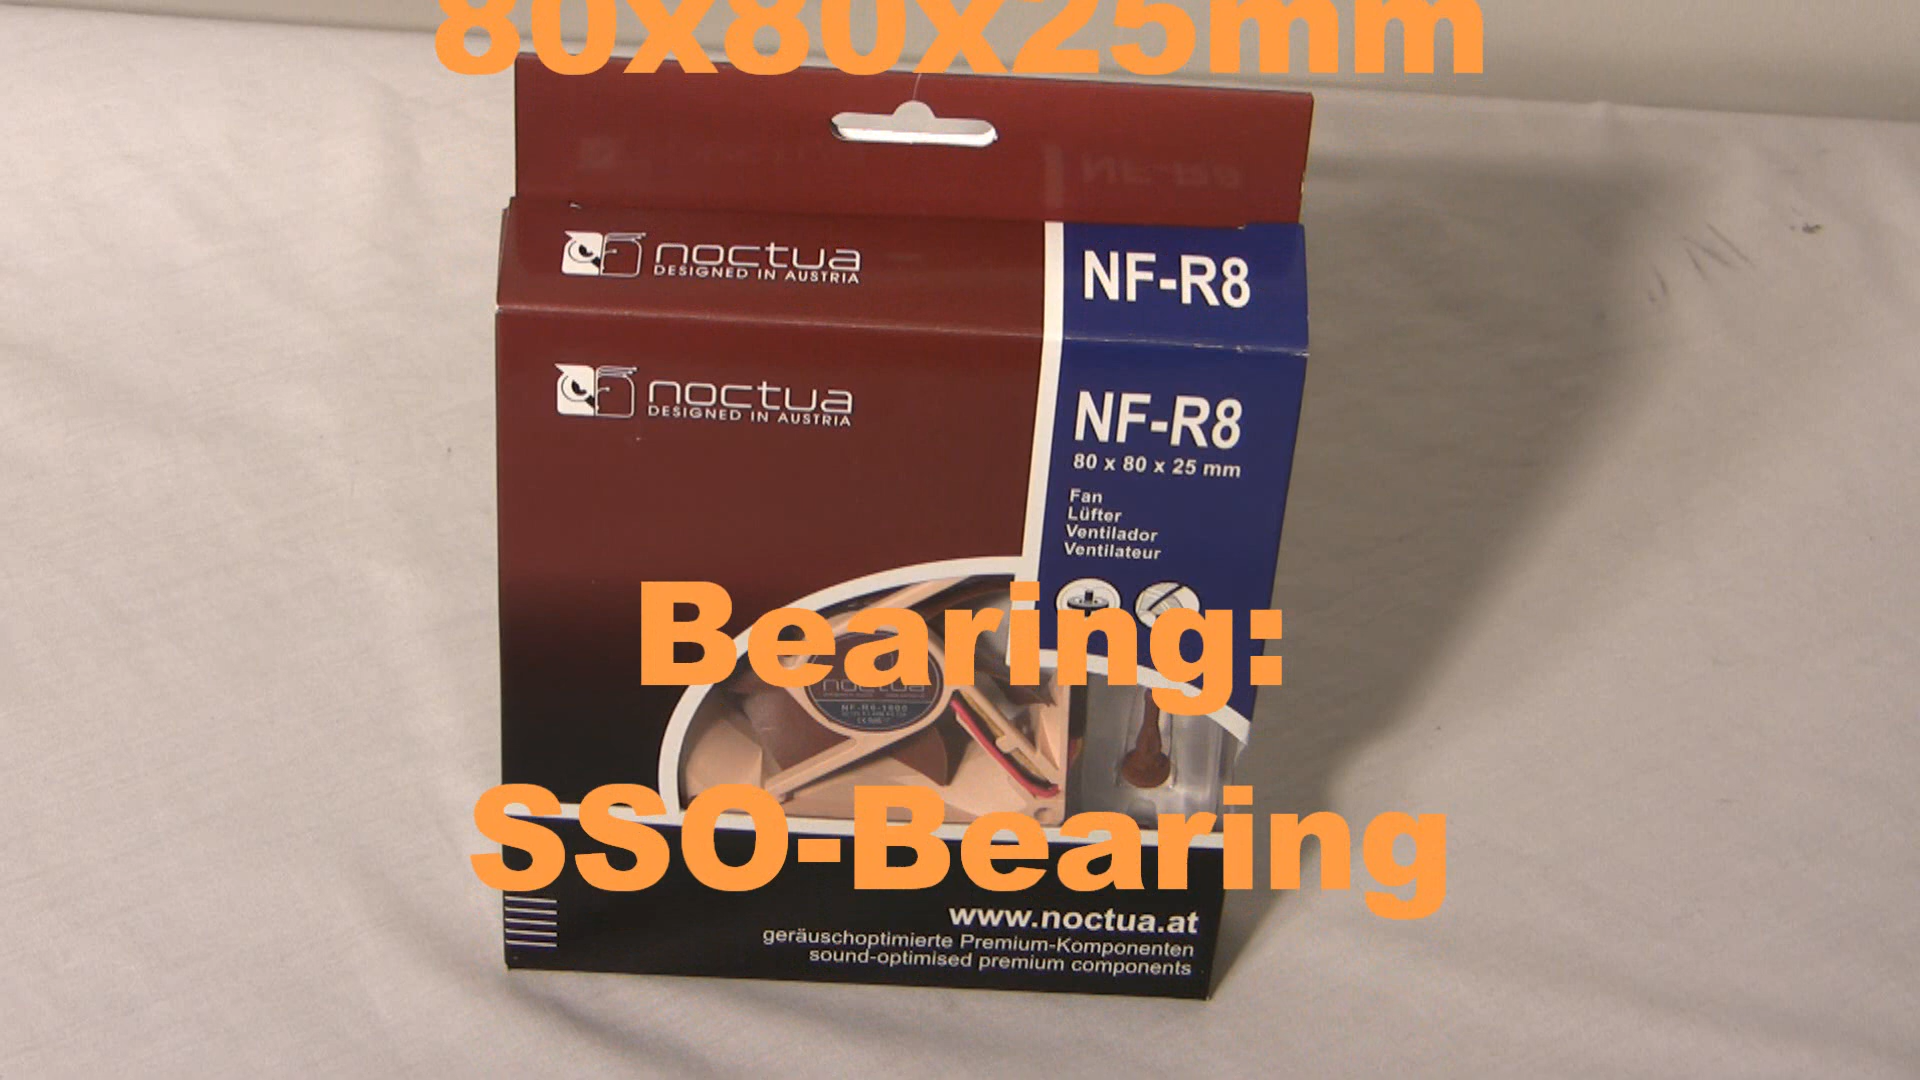 80x80x25mm
noctua
DESIGNED IN AUSTRIA
NF-R8
noctua
DESIGNED IN AUSTRIA
NF-R8
80 x 80 x 25 mm
Fan
Lüfter
Ventilador
Ventilateur
Bearing:
noctua
SSO-Bearing
www.noctua.at
geräuschoptimierte Premium-Komponenten
sound-optimised premium components